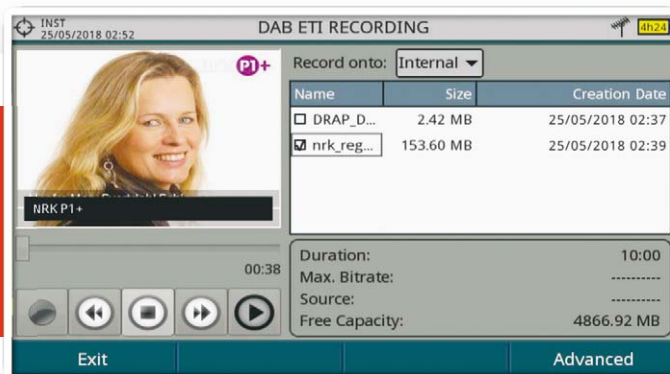 INST
25/05/2018 02:52
DAB ETI RECORDING
4h24
P1+
NRK P1+
00:38
Record onto: Internal
Name Size Creation Date
DRAP_D... 2.42 MB 25/05/2018 02:37
nrk_reg... 153.60 MB 25/05/2018 02:39
Duration: 10:00
Max. Bitrate: ----------
Source: ----------
Free Capacity: 4866.92 MB
Exit
Advanced